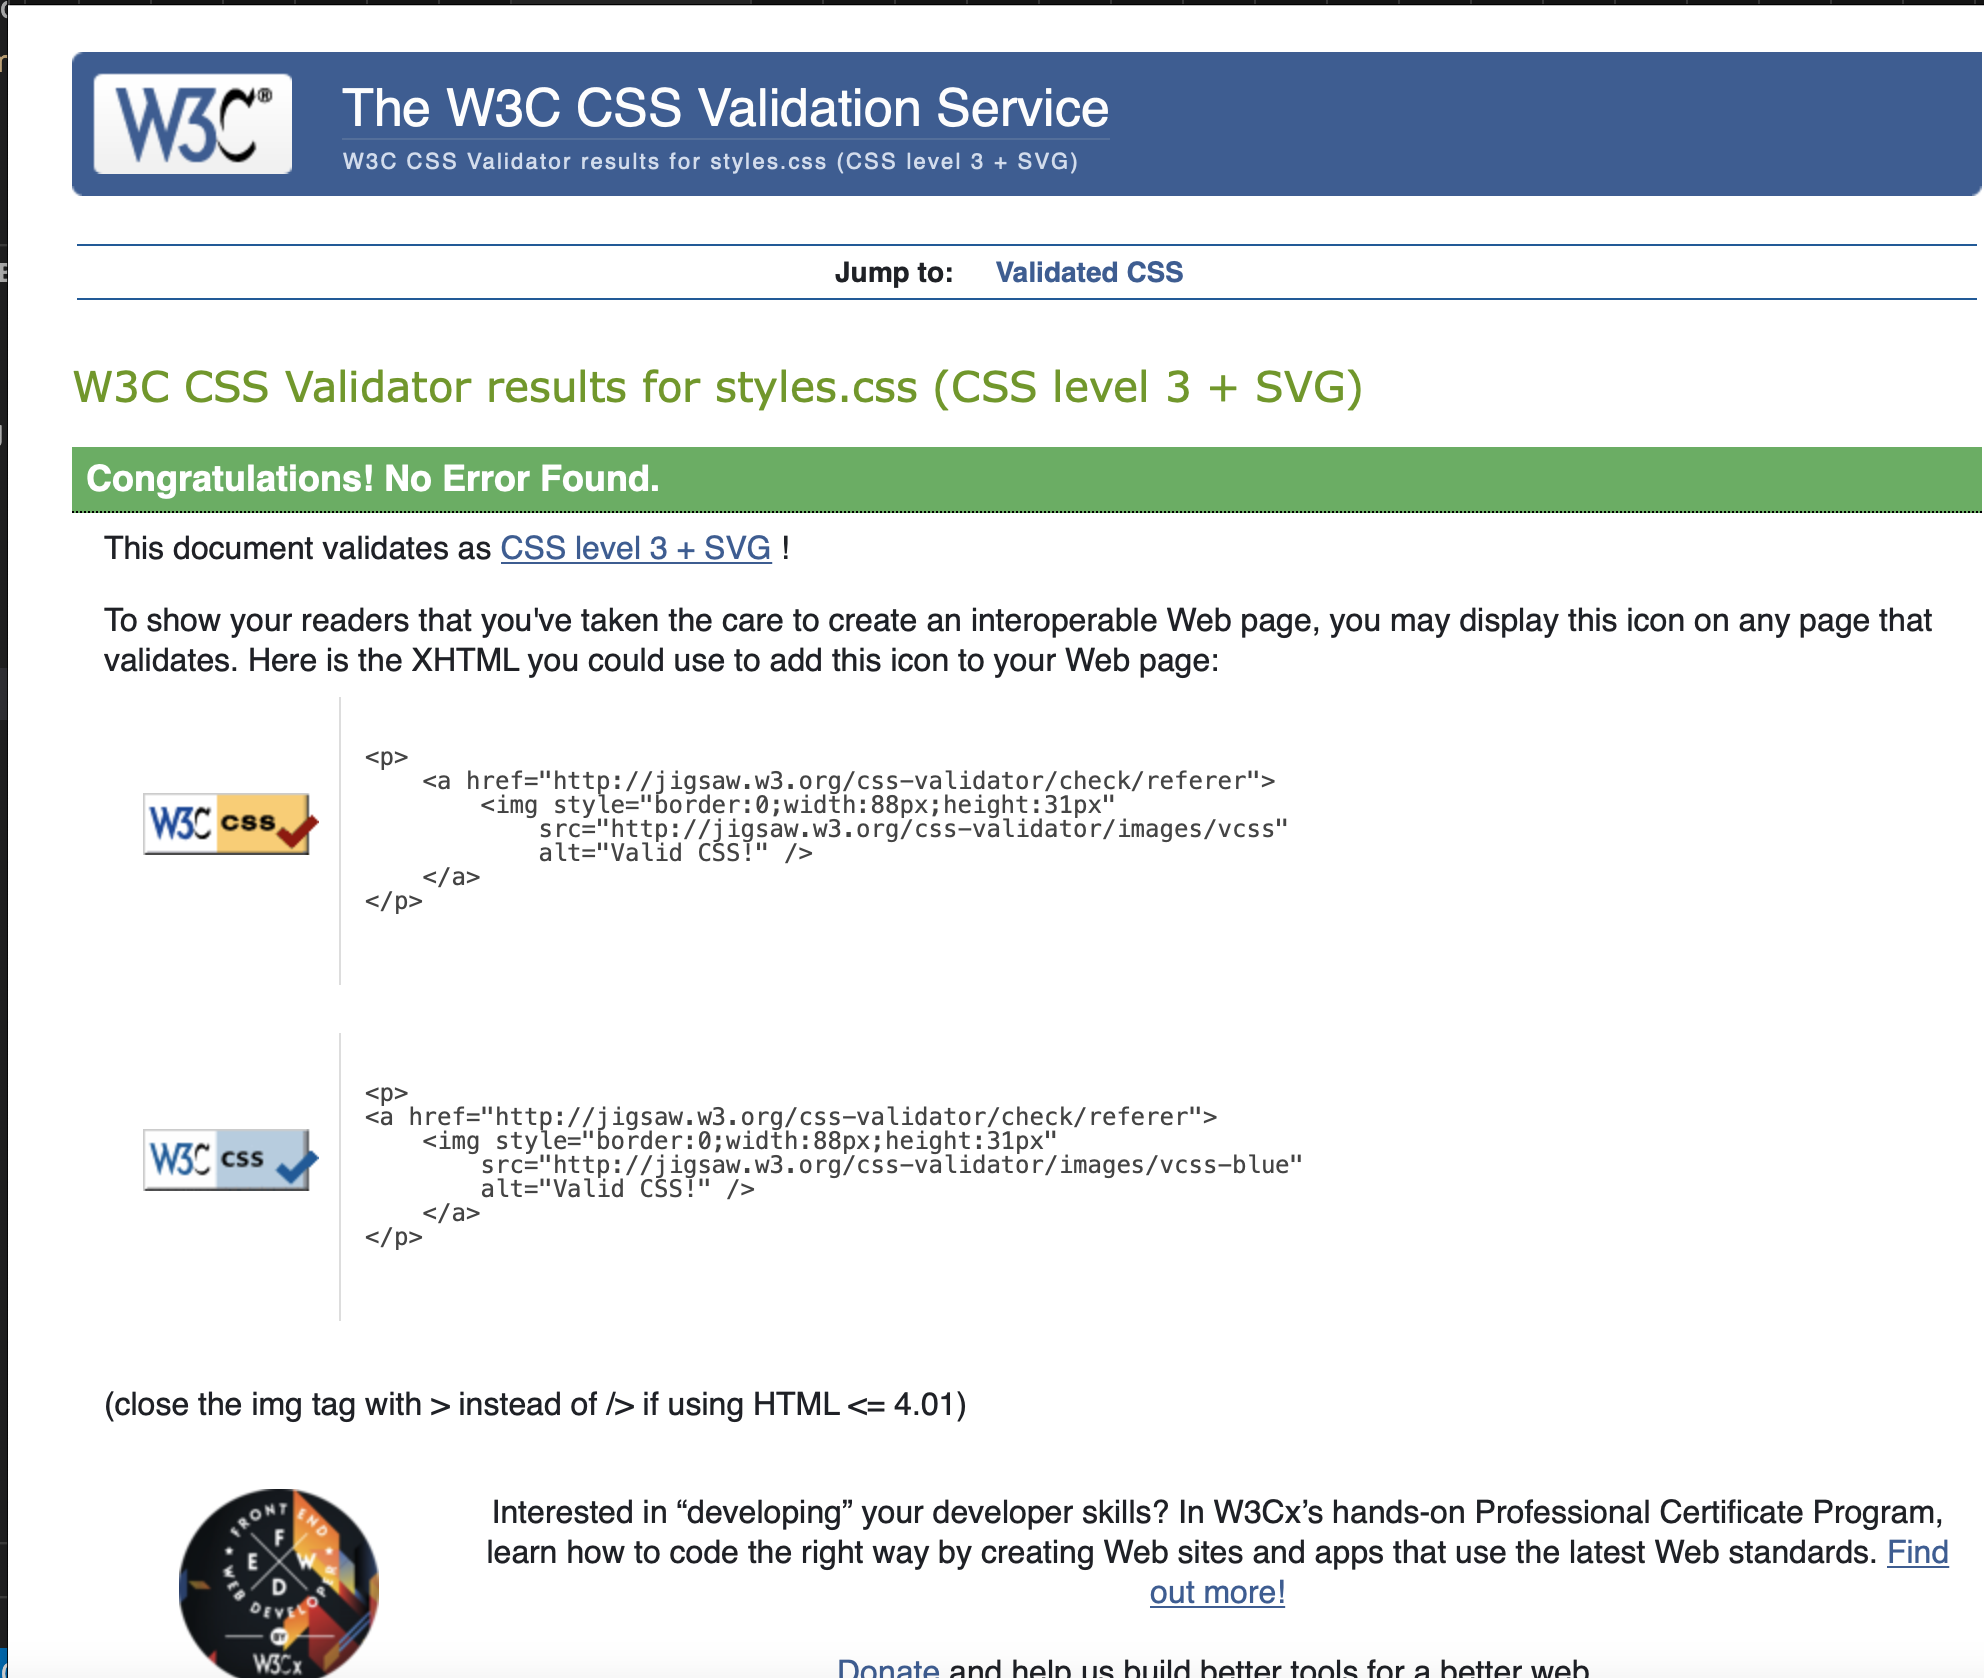 W3C®
The W3C CSS Validation Service
W3C CSS Validator results for styles.css (CSS level 3 + SVG)
Jump to: Validated CSS
W3C CSS Validator results for styles.css (CSS level 3 + SVG)
Congratulations! No Error Found.
This document validates as CSS level 3 + SVG !
To show your readers that you've taken the care to create an interoperable Web page, you may display this icon on any page that
validates. Here is the XHTML you could use to add this icon to your Web page:
W3C css
<p>
    <a href="http://jigsaw.w3.org/css-validator/check/referer">
        <img style="border:0;width:88px;height:31px"
            src="http://jigsaw.w3.org/css-validator/images/vcss"
            alt="Valid CSS!" />
    </a>
</p>
W3C css
<p>
<a href="http://jigsaw.w3.org/css-validator/check/referer">
    <img style="border:0;width:88px;height:31px"
        src="http://jigsaw.w3.org/css-validator/images/vcss-blue"
        alt="Valid CSS!" />
    </a>
</p>
(close the img tag with > instead of /> if using HTML <= 4.01)
FRONT END
WEB DEVELOPER
F
E W
D
BY
W3Cx
Interested in “developing” your developer skills? In W3Cx’s hands-on Professional Certificate Program,
learn how to code the right way by creating Web sites and apps that use the latest Web standards. Find
out more!
Donate and help us build better tools for a better web.